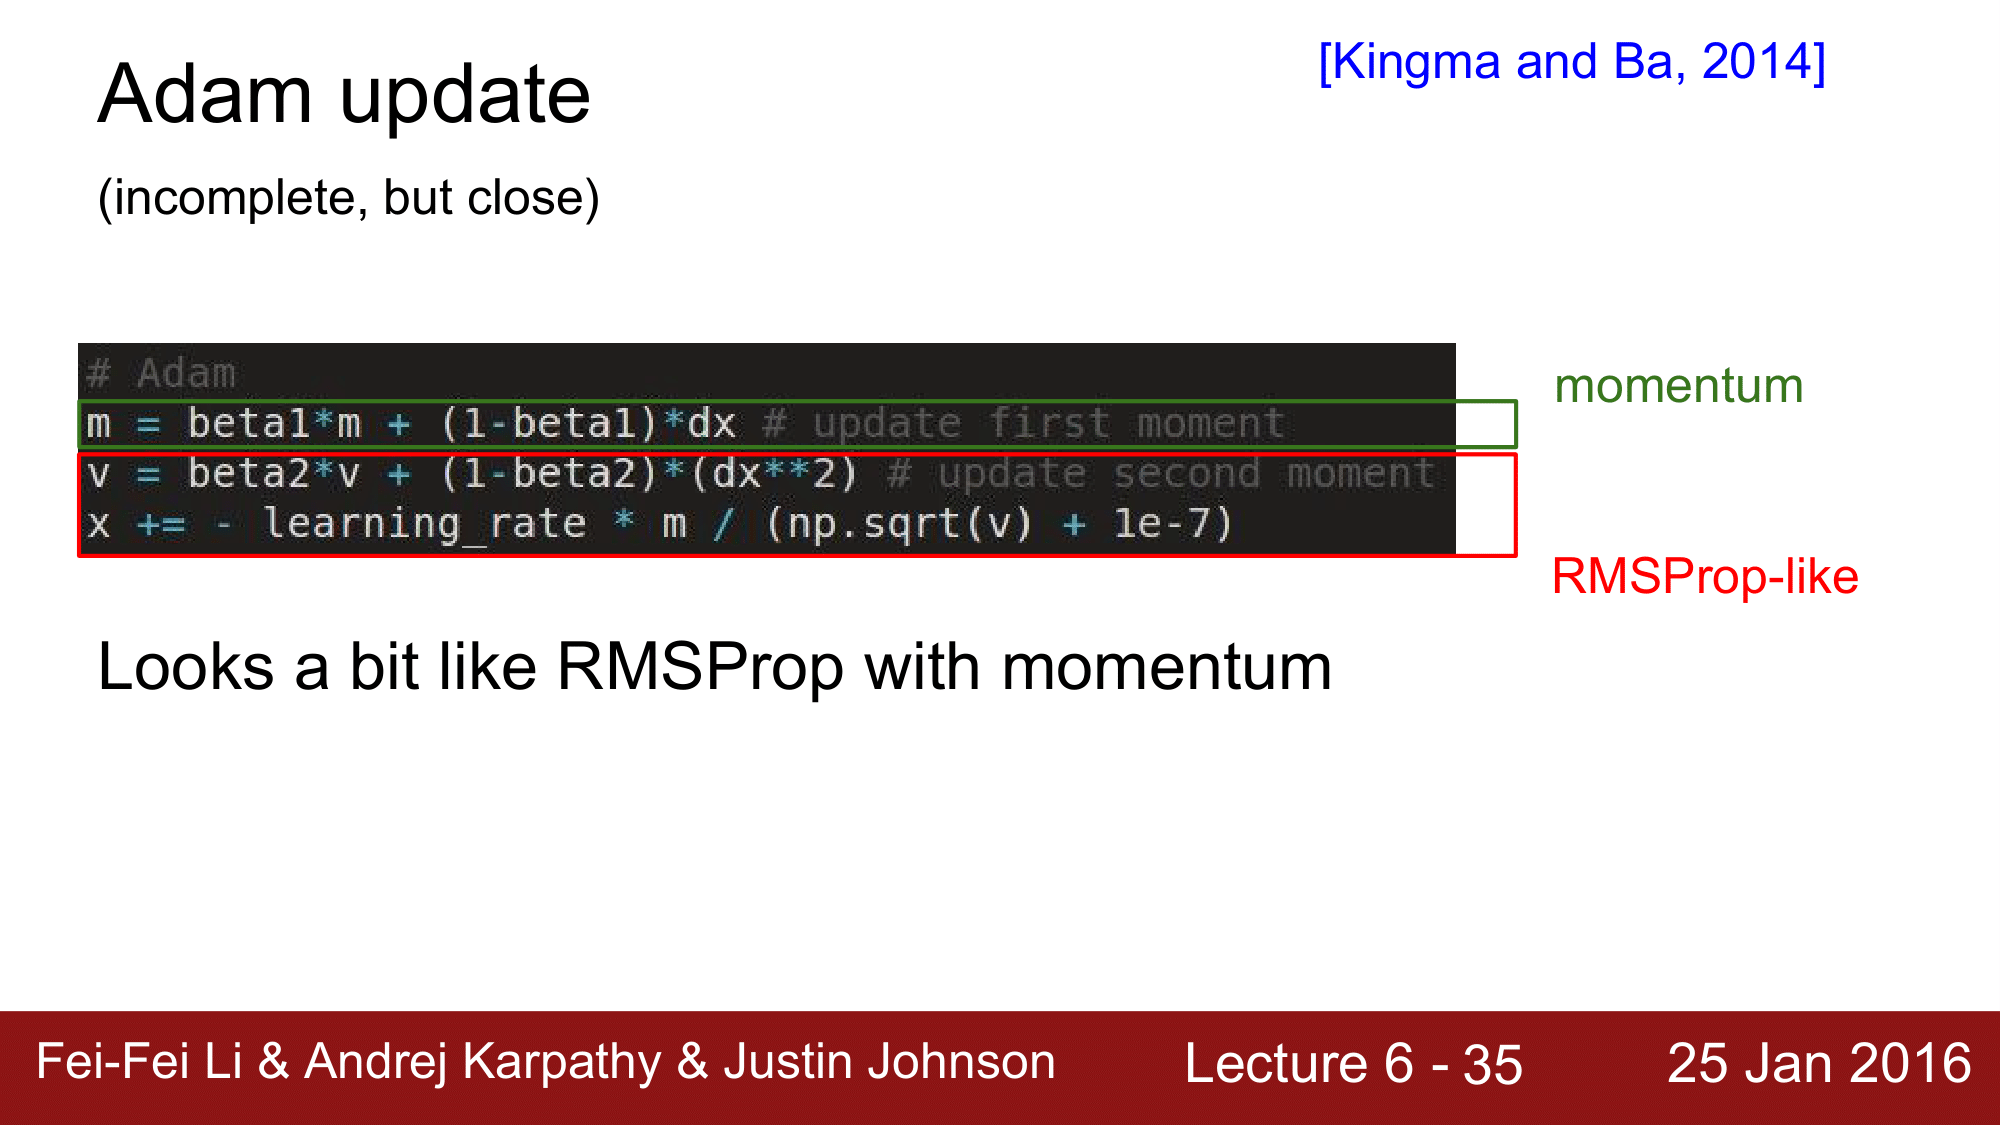 Adam update
[Kingma and Ba, 2014]
(incomplete, but close)
# Adam
m = beta1*m + (1-beta1)*dx # update first moment
v = beta2*v + (1-beta2)*(dx**2) # update second moment
x += - learning_rate * m / (np.sqrt(v) + 1e-7)
momentum
RMSProp-like
Looks a bit like RMSProp with momentum
Fei-Fei Li & Andrej Karpathy & Justin Johnson
Lecture 6 - 35
25 Jan 2016